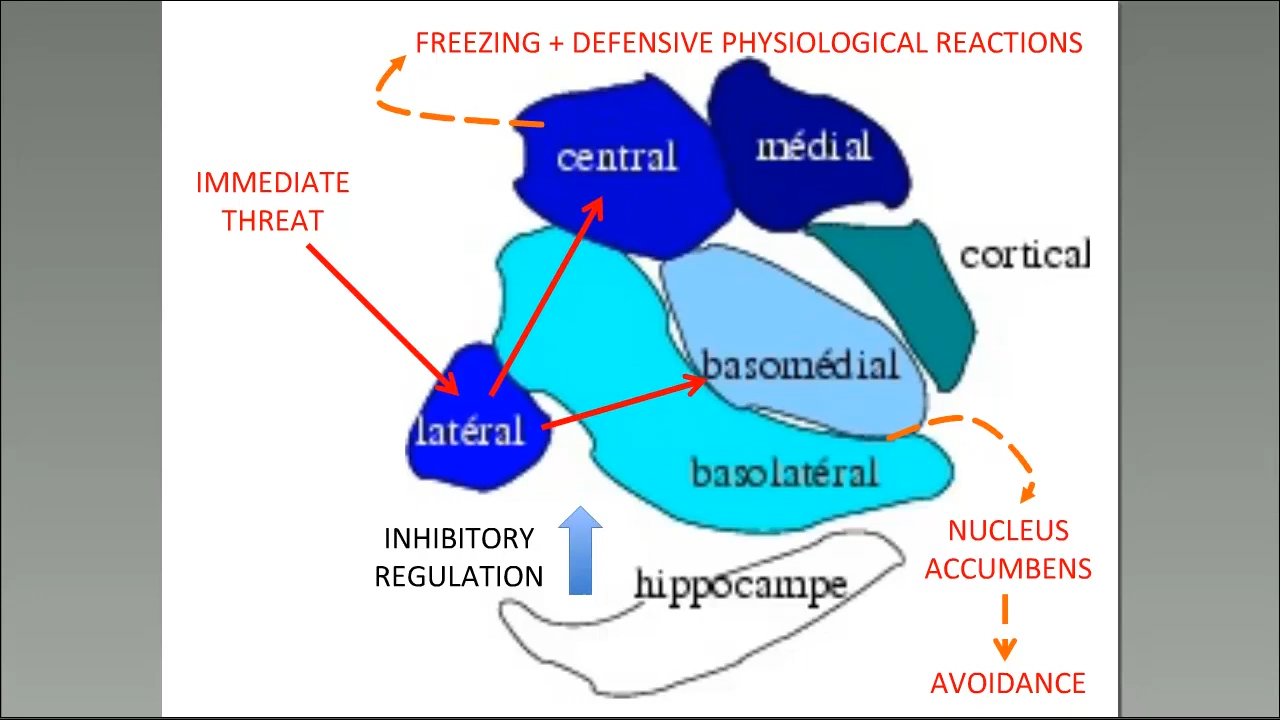 FREEZING + DEFENSIVE PHYSIOLOGICAL REACTIONS
central
médial
IMMEDIATE
THREAT
cortical
basomédial
latéral
basolatéral
INHIBITORY
REGULATION
hippocampe
NUCLEUS
ACCUMBENS
AVOIDANCE